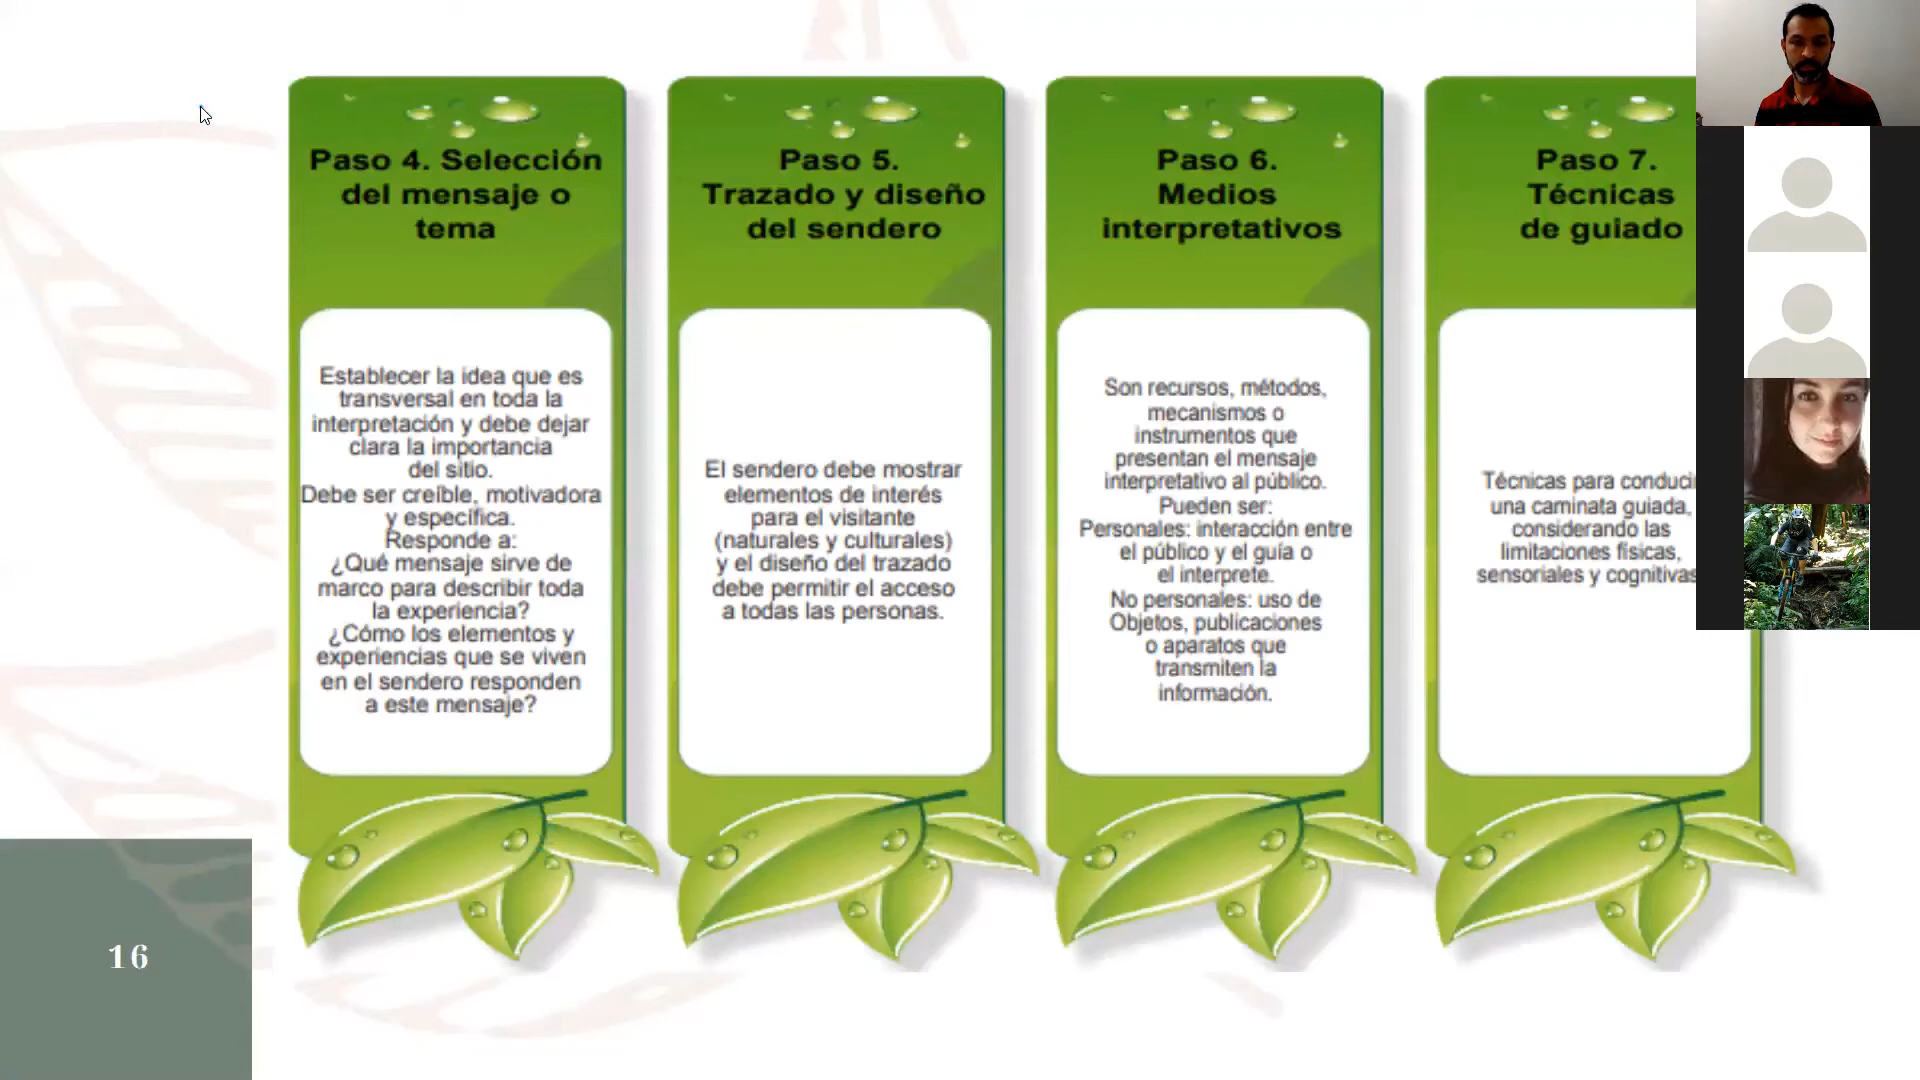 Paso 4. Selección
del mensaje o
tema
Establecer la idea que es
transversal en toda la
interpretación y debe dejar
clara la importancia
del sitio.
Debe ser creíble, motivadora
y específica.
Responde a:
¿Qué mensaje sirve de
marco para describir toda
la experiencia?
¿Cómo los elementos y
experiencias que se viven
en el sendero responden
a este mensaje?
Paso 5.
Trazado y diseño
del sendero
El sendero debe mostrar
elementos de interés
para el visitante
(naturales y culturales)
y el diseño del trazado
debe permitir el acceso
a todas las personas.
Paso 6.
Medios
interpretativos
Son recursos, métodos,
mecanismos o
instrumentos que
presentan el mensaje
interpretativo al público.
Pueden ser:
Personales: interacción entre
el público y el guía o
el interprete.
No personales: uso de
Objetos, publicaciones
o aparatos que
transmiten la
información.
Paso 7.
Técnicas
de guiado
Técnicas para conduci
una caminata guiada,
considerando las
limitaciones físicas,
sensoriales y cognitivas
16